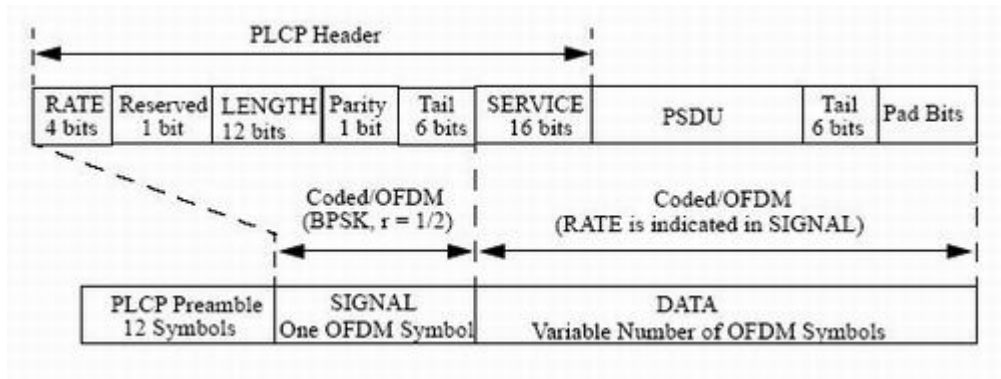 PLCP Header
RATE Reserved LENGTH Parity Tail SERVICE PSDU Tail Pad Bits
4 bits 1 bit 12 bits 1 bit 6 bits 16 bits 6 bits
Coded/OFDM Coded/OFDM
(BPSK, r = 1/2) (RATE is indicated in SIGNAL)
PLCP Preamble SIGNAL DATA
12 Symbols One OFDM Symbol Variable Number of OFDM Symbols